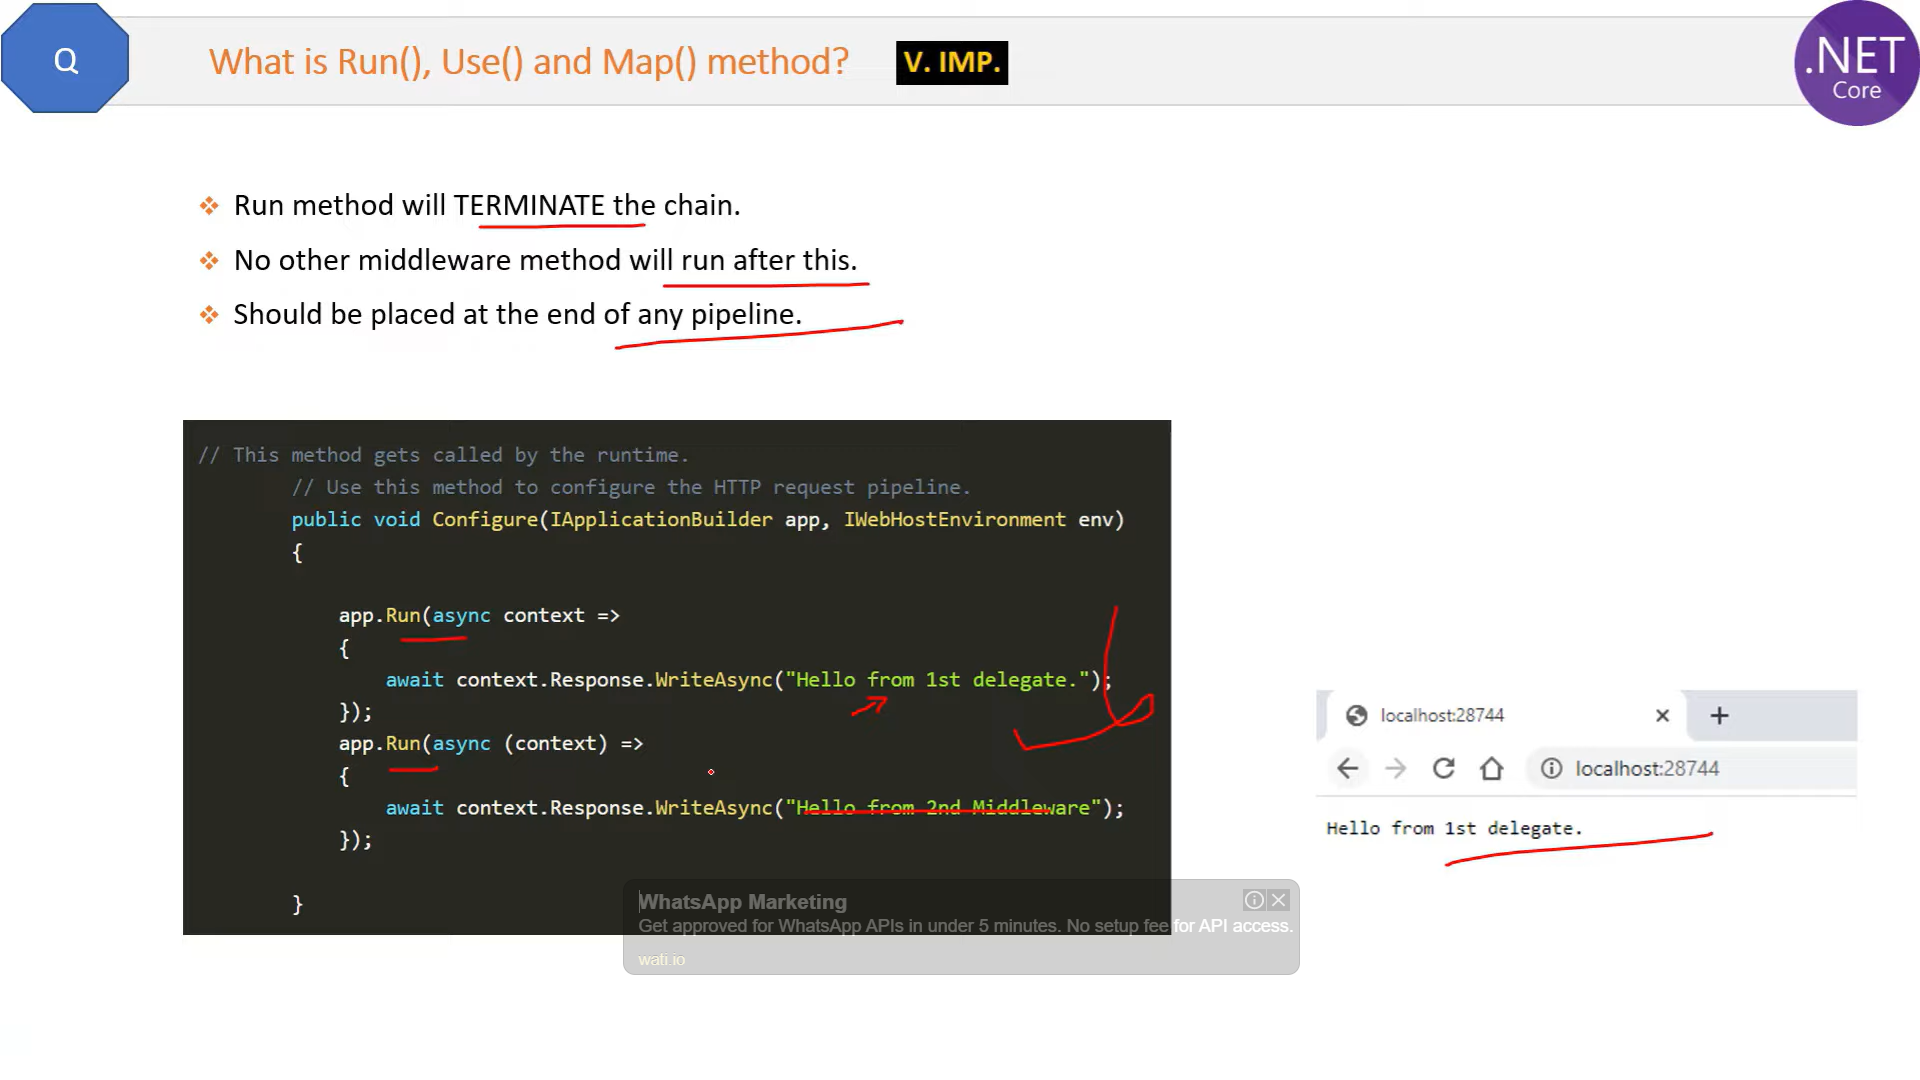 Q
What is Run(), Use() and Map() method?
V. IMP.
.NET
Core
Run method will TERMINATE the chain.
No other middleware method will run after this.
Should be placed at the end of any pipeline.
// This method gets called by the runtime.
// Use this method to configure the HTTP request pipeline.
public void Configure(IApplicationBuilder app, IWebHostEnvironment env)
{
app.Run(async context =>
{
await context.Response.WriteAsync("Hello from 1st delegate.");
});
app.Run(async (context) =>
{
await context.Response.WriteAsync("Hello from 2nd Middleware");
});
}
localhost:28744
localhost:28744
Hello from 1st delegate.
WhatsApp Marketing
Get approved for WhatsApp APIs in under 5 minutes. No setup fee for API access.
wati.io